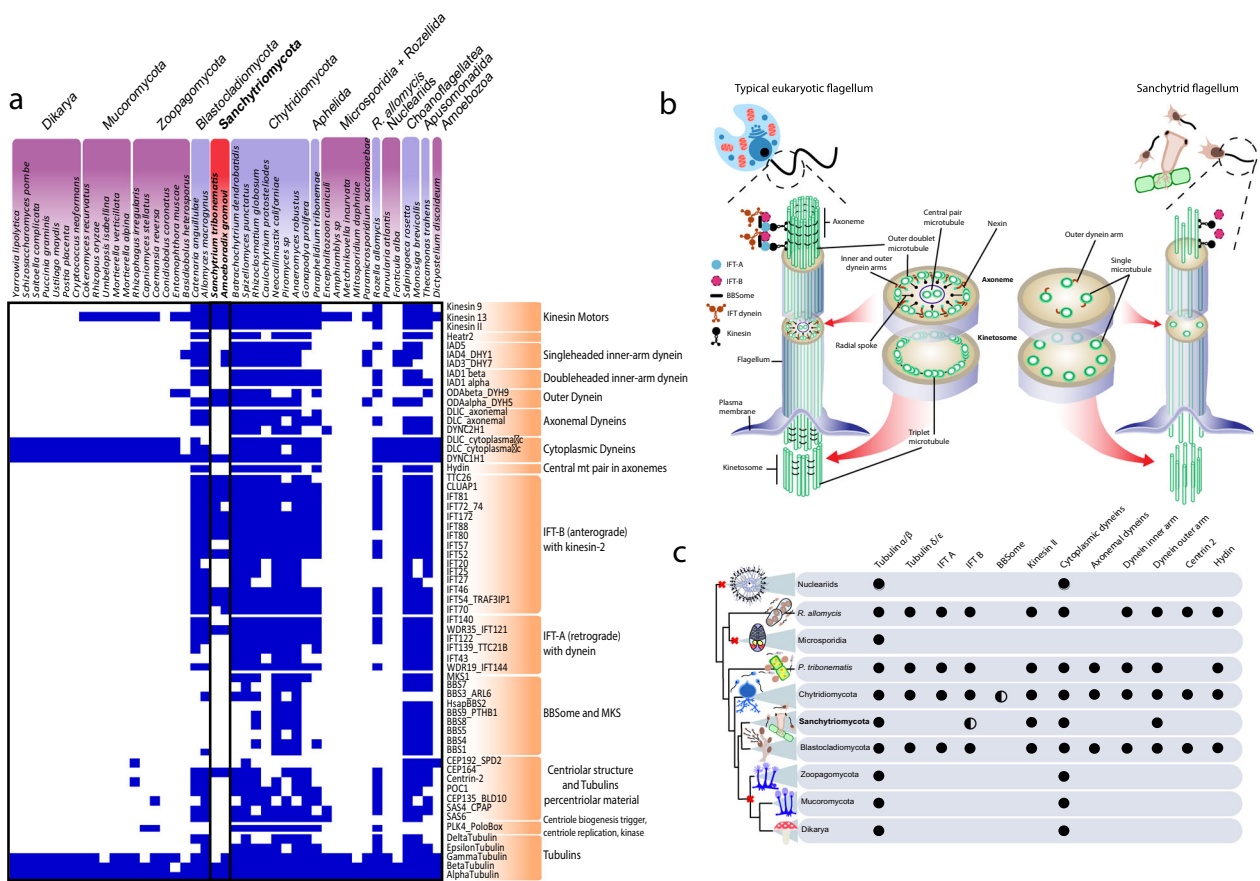 a
Dikarya
Mucoromycota
Zoopagomycota
Blastocladiomycota
Sanchytriomycota
Chytridiomycota
Aphelida
Microsporidia + Rozellida
R. allomycis
Nucleariids
Choanoflagellatea
Apusomonadida
Amoebozoa
Yarrowia lipolytica
Schizosaccharomyces pombe
Saitoella complicata
Puccinia graminis
Ustilago maydis
Postia placenta
Cryptococcus neoformans
Cokeromyces recurvatus
Rhizopus oryzae
Umbelopsis isabellina
Mortierella verticillata
Mortierella alpina
Rhizophagus irregularis
Capniomyces stellatus
Coemansia reversa
Conidiobolus coronatus
Entomophthora muscae
Basidiobolus heterosporus
Catenaria anguillulae
Allomyces macrogynus
Sanchytrium tribonematis
Amoeboradix gromovi
Batrachochytrium dendrobatidis
Spizellomyces punctatus
Rhizoclosmatium globosum
Caulochytrium protosteliodes
Neocallimastix californiae
Piromyces sp
Anaeromyces robustus
Gonapodya prolifera
Paraphelidium tribonemae
Encephalitozoon cuniculi
Amphiamblys sp
Metchnikovella incurvata
Mitosporidium daphniae
Paramicrosporidium saccamoebae
Rozella allomycis
Parvularia atlantis
Fonticula alba
Salpingoeca rosetta
Monosiga brevicollis
Thecamonas trahens
Dictyostelium discoideum
Kinesin 9
Kinesin 13
Kinesin II
Heatr2
IAD5
IAD4_DHY1
IAD3_DHY7
IAD1 beta
IAD1 alpha
ODAbeta_DYH9
ODAalpha_DYH5
DLIC_axonemal
DLC_axonemal
DYNC2H1
DYNC1H1
Hydin
TTC26
CLUAP1
IFT81
IFT72_74
IFT172
IFT88
IFT80
IFT57
IFT52
IFT20
IFT25
IFT27
IFT46
IFT54_TRAF3IP1
IFT70
IFT140
WDR35_IFT121
IFT122
IFT139_TTC21B
IFT43
WDR19_IFT144
MKS1
BBS7
BBS3_ARL6
HsapBBS2
BBS9_PTHB1
BBS8
BBS5
BBS4
BBS1
CEP192_SPD2
CEP164
Centrin-2
POC1
CEP135_BLD10
SAS4_CPAP
SAS6
PLK4_PoloBox
DeltaTubulin
EpsilonTubulin
GammaTubulin
BetaTubulin
AlphaTubulin
Kinesin Motors
Singleheaded inner-arm dynein
Doubleheaded inner-arm dynein
Outer Dynein
Axonemal Dyneins
Cytoplasmic Dyneins
Central mt pair in axonemes
IFT-B (anterograde)
with kinesin-2
IFT-A (retrograde)
with dynein
BBSome and MKS
Centriolar structure
and Tubulins
percentriolar material
Centriole biogenesis trigger,
centriole replication, kinase
Tubulins
b
Typical eukaryotic flagellum
Sanchytrid flagellum
Axoneme
IFT-A
IFT-B
BBSome
IFT dynein
Kinesin
Flagellum
Plasma
membrane
Kinetosome
Central pair
microtubule
Nexin
Outer doublet
microtubule
Inner and outer
dynein arms
Axoneme
Radial spoke
Kinetosome
Triplet
microtubule
Outer dynein arm
Single
microtubule
c
Tubulin α/β
Tubulin δ/ε
IFT A
IFT B
BBSome
Kinesin II
Cytoplasmic dyneins
Axonemal dyneins
Dynein inner arm
Dynein outer arm
Centrin 2
Hydin
Nucleariids
R. allomycis
Microsporidia
P. tribonematis
Chytridiomycota
Sanchytriomycota
Blastocladiomycota
Zoopagomycota
Mucoromycota
Dikarya